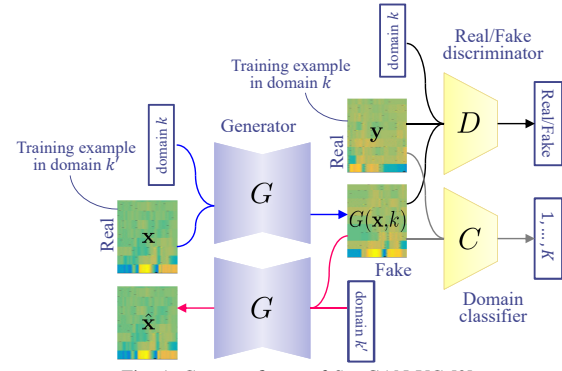 domain k
Real/Fake
discriminator
Training example
in domain k
Generator
Training example
in domain k'
domain k
Real
y
D
Real/Fake
G
Real
x
G(x,k)
C
1, ..., K
Fake
Domain
classifier
x̂
G
domain k'